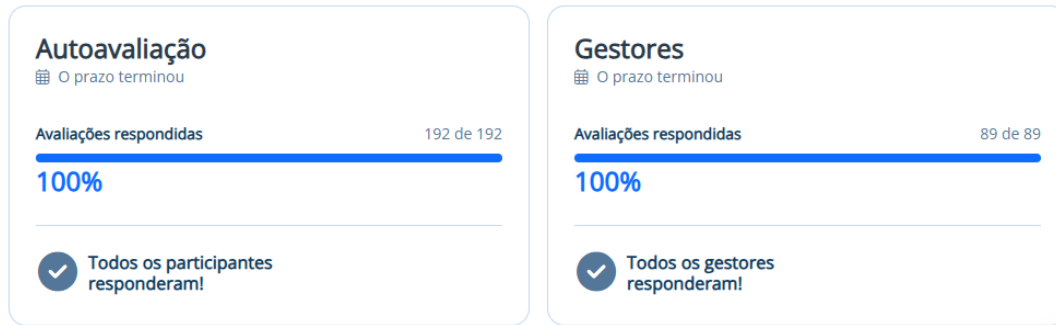 Autoavaliação
O prazo terminou
Avaliações respondidas 192 de 192
100%
Todos os participantes
responderam!
Gestores
O prazo terminou
Avaliações respondidas 89 de 89
100%
Todos os gestores
responderam!